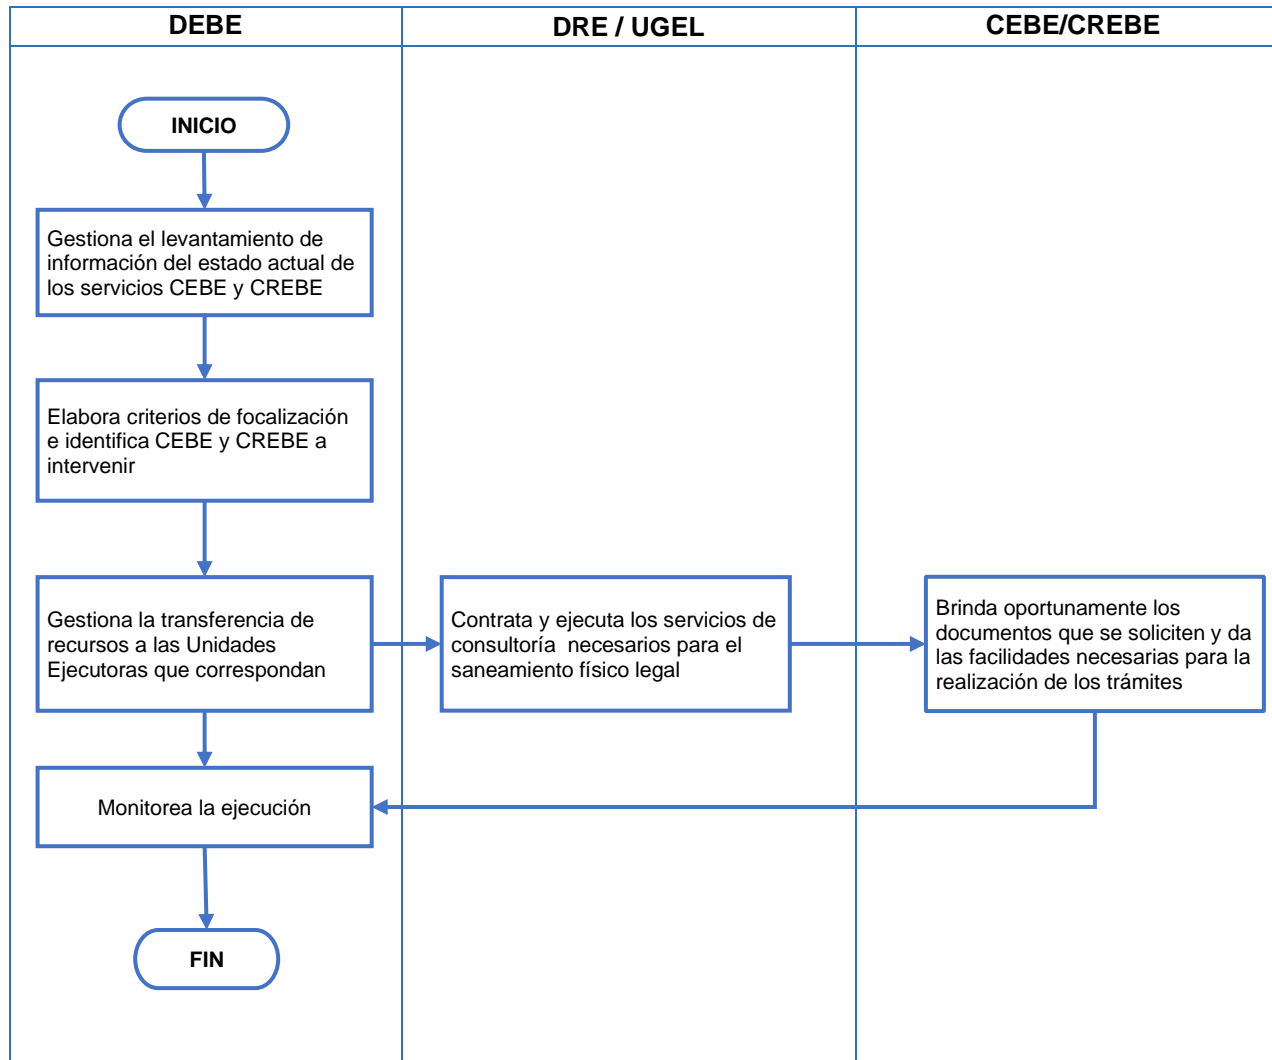 DEBE
DRE / UGEL
CEBE/CREBE
INICIO
Gestiona el levantamiento de
información del estado actual de
los servicios CEBE y CREBE
Elabora criterios de focalización
e identifica CEBE y CREBE a
intervenir
Gestiona la transferencia de
recursos a las Unidades
Ejecutoras que correspondan
Contrata y ejecuta los servicios de
consultoría  necesarios para el
saneamiento físico legal
Brinda oportunamente los
documentos que se soliciten y da
las facilidades necesarias para la
realización de los trámites
Monitorea la ejecución
FIN